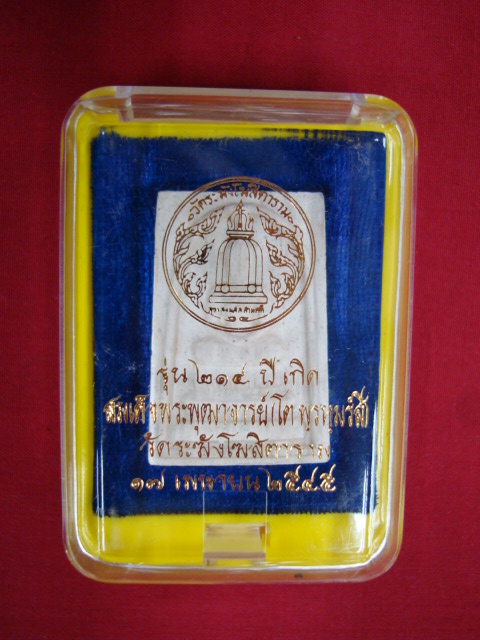 วัดระฆังโฆสิตาราม
รุ่น ๒๑๔ ปี เกิด
สมเด็จพระพุฒาจารย์(โต พรหมรังสี)
วัดระฆังโฆสิตาราม
๑๗ เมษายน ๒๕๔๕